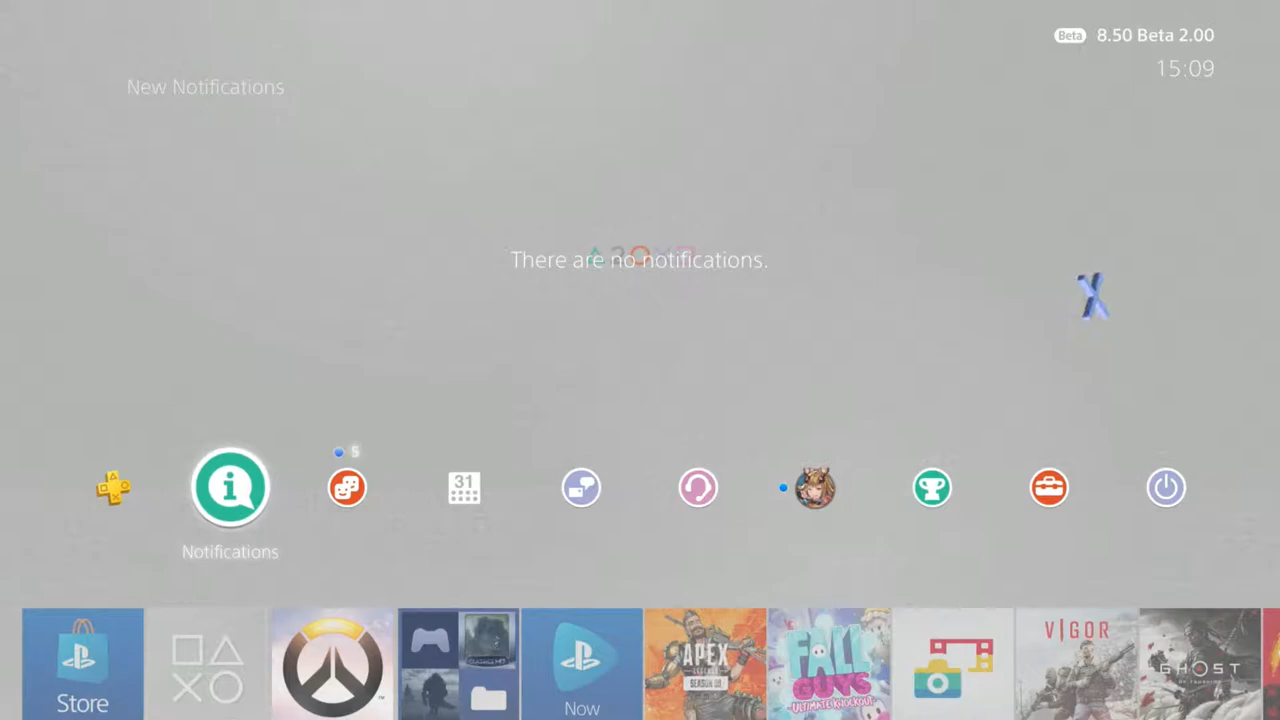 Beta 8.50 Beta 2.00
15:09
New Notifications
There are no notifications.
5
31
Notifications
Store
Now
APEX
LEGENDS
FALL
GUYS
ULTIMATE KNOCKOUT
VIGOR
GHOST